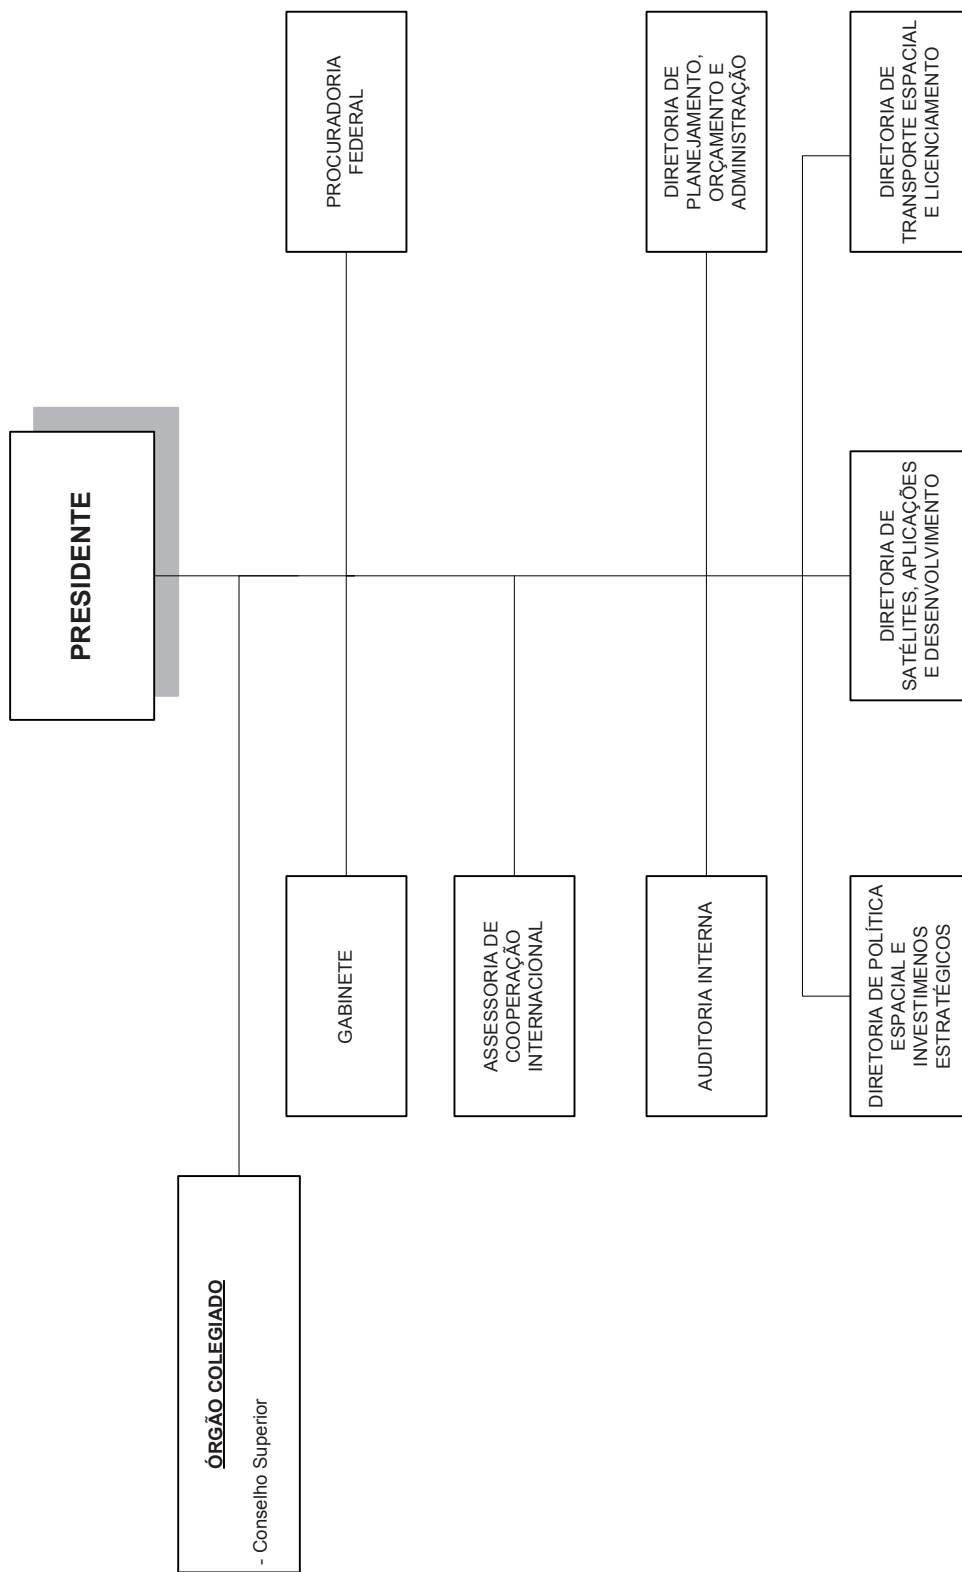 PRESIDENTE
ÓRGÃO COLEGIADO
- Conselho Superior
GABINETE
PROCURADORIA
FEDERAL
ASSESSORIA DE
COOPERAÇÃO
INTERNACIONAL
AUDITORIA INTERNA
DIRETORIA DE
PLANEJAMENTO,
ORÇAMENTO E
ADMINISTRAÇÃO
DIRETORIA DE POLÍTICA
ESPACIAL E
INVESTIMENOS
ESTRATÉGICOS
DIRETORIA DE
SATÉLITES, APLICAÇÕES
E DESENVOLVIMENTO
DIRETORIA DE
TRANSPORTE ESPACIAL
E LICENCIAMENTO